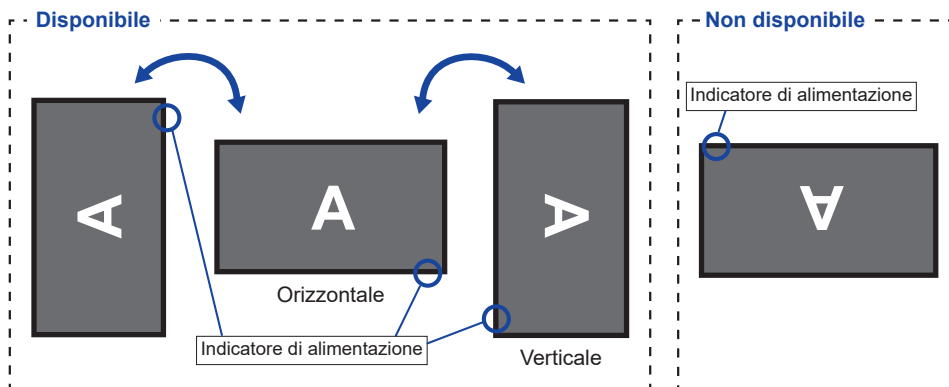 Disponibile
Non disponibile
Indicatore di alimentazione
A
A
A
A
Orizzontale
Indicatore di alimentazione
Verticale